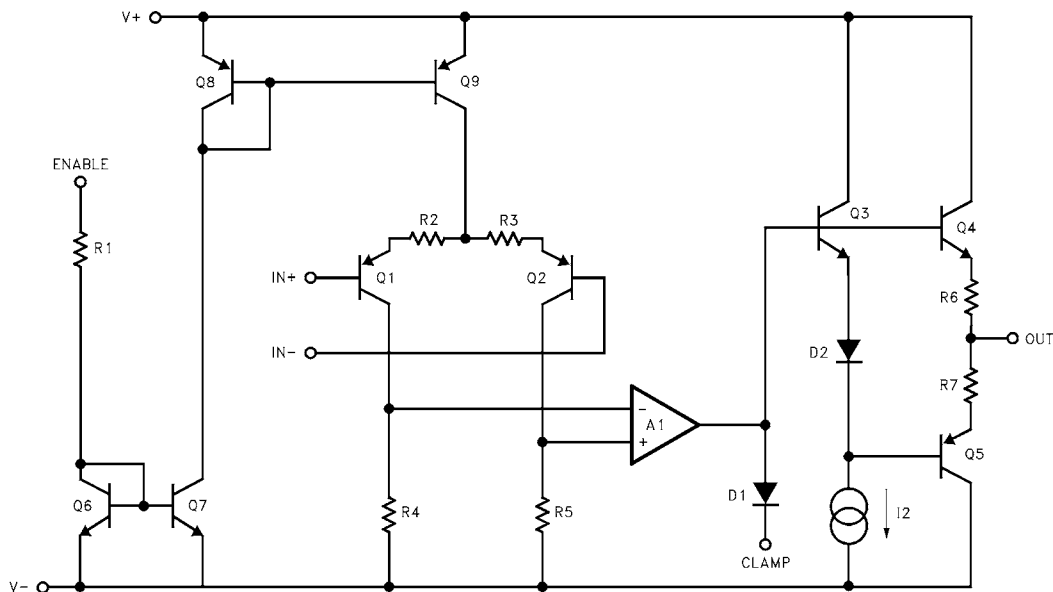 V+
Q8
Q9
ENABLE
R2
R3
Q3
Q4
R1
IN+
Q1
Q2
R6
IN-
D2
OUT
R7
A1
-
+
Q5
Q6
Q7
R4
R5
D1
I2
CLAMP
V-